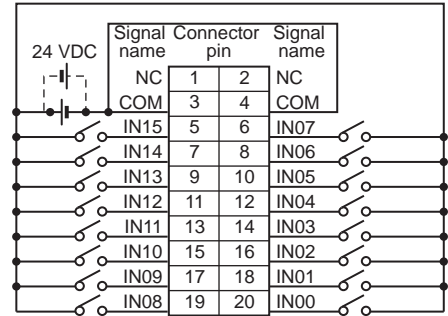 Signal name Connector pin Signal name
24 VDC
NC 1 2 NC
COM 3 4 COM
IN15 5 6 IN07
IN14 7 8 IN06
IN13 9 10 IN05
IN12 11 12 IN04
IN11 13 14 IN03
IN10 15 16 IN02
IN09 17 18 IN01
IN08 19 20 IN00